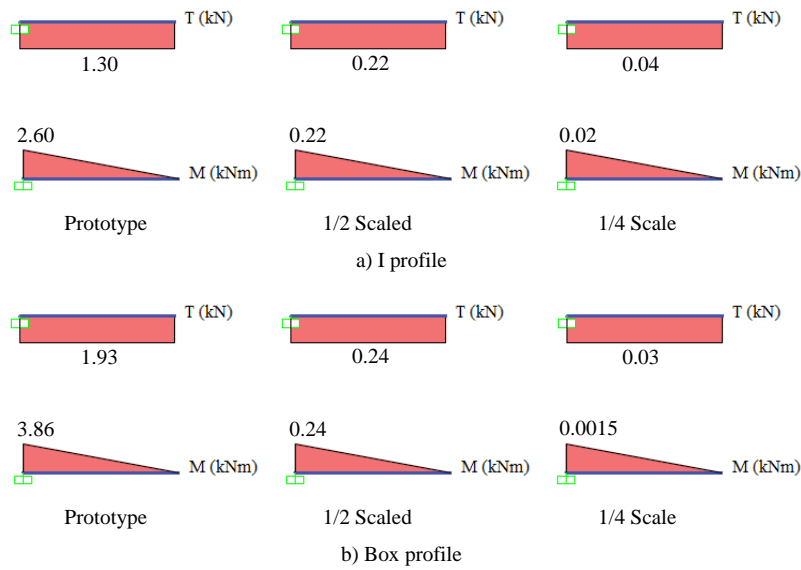 T (kN) T (kN) T (kN)
1.30 0.22 0.04
2.60 0.22 0.02
M (kNm) M (kNm) M (kNm)
Prototype 1/2 Scaled 1/4 Scale
a) I profile
T (kN) T (kN) T (kN)
1.93 0.24 0.03
3.86 0.24 0.0015
M (kNm) M (kNm) M (kNm)
Prototype 1/2 Scaled 1/4 Scale
b) Box profile